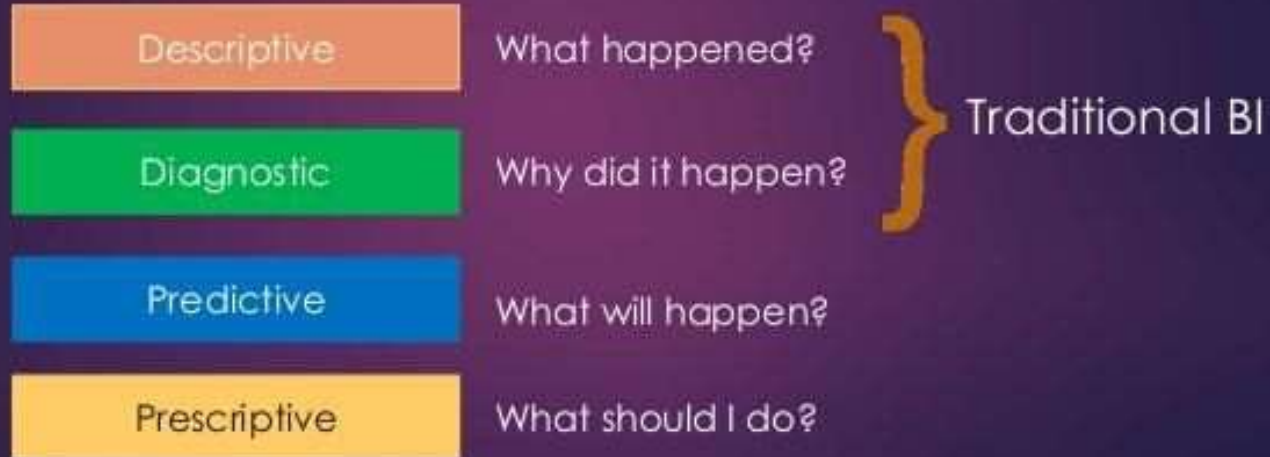 Descriptive What happened?
Traditional BI
Diagnostic Why did it happen?
Predictive What will happen?
Prescriptive What should I do?